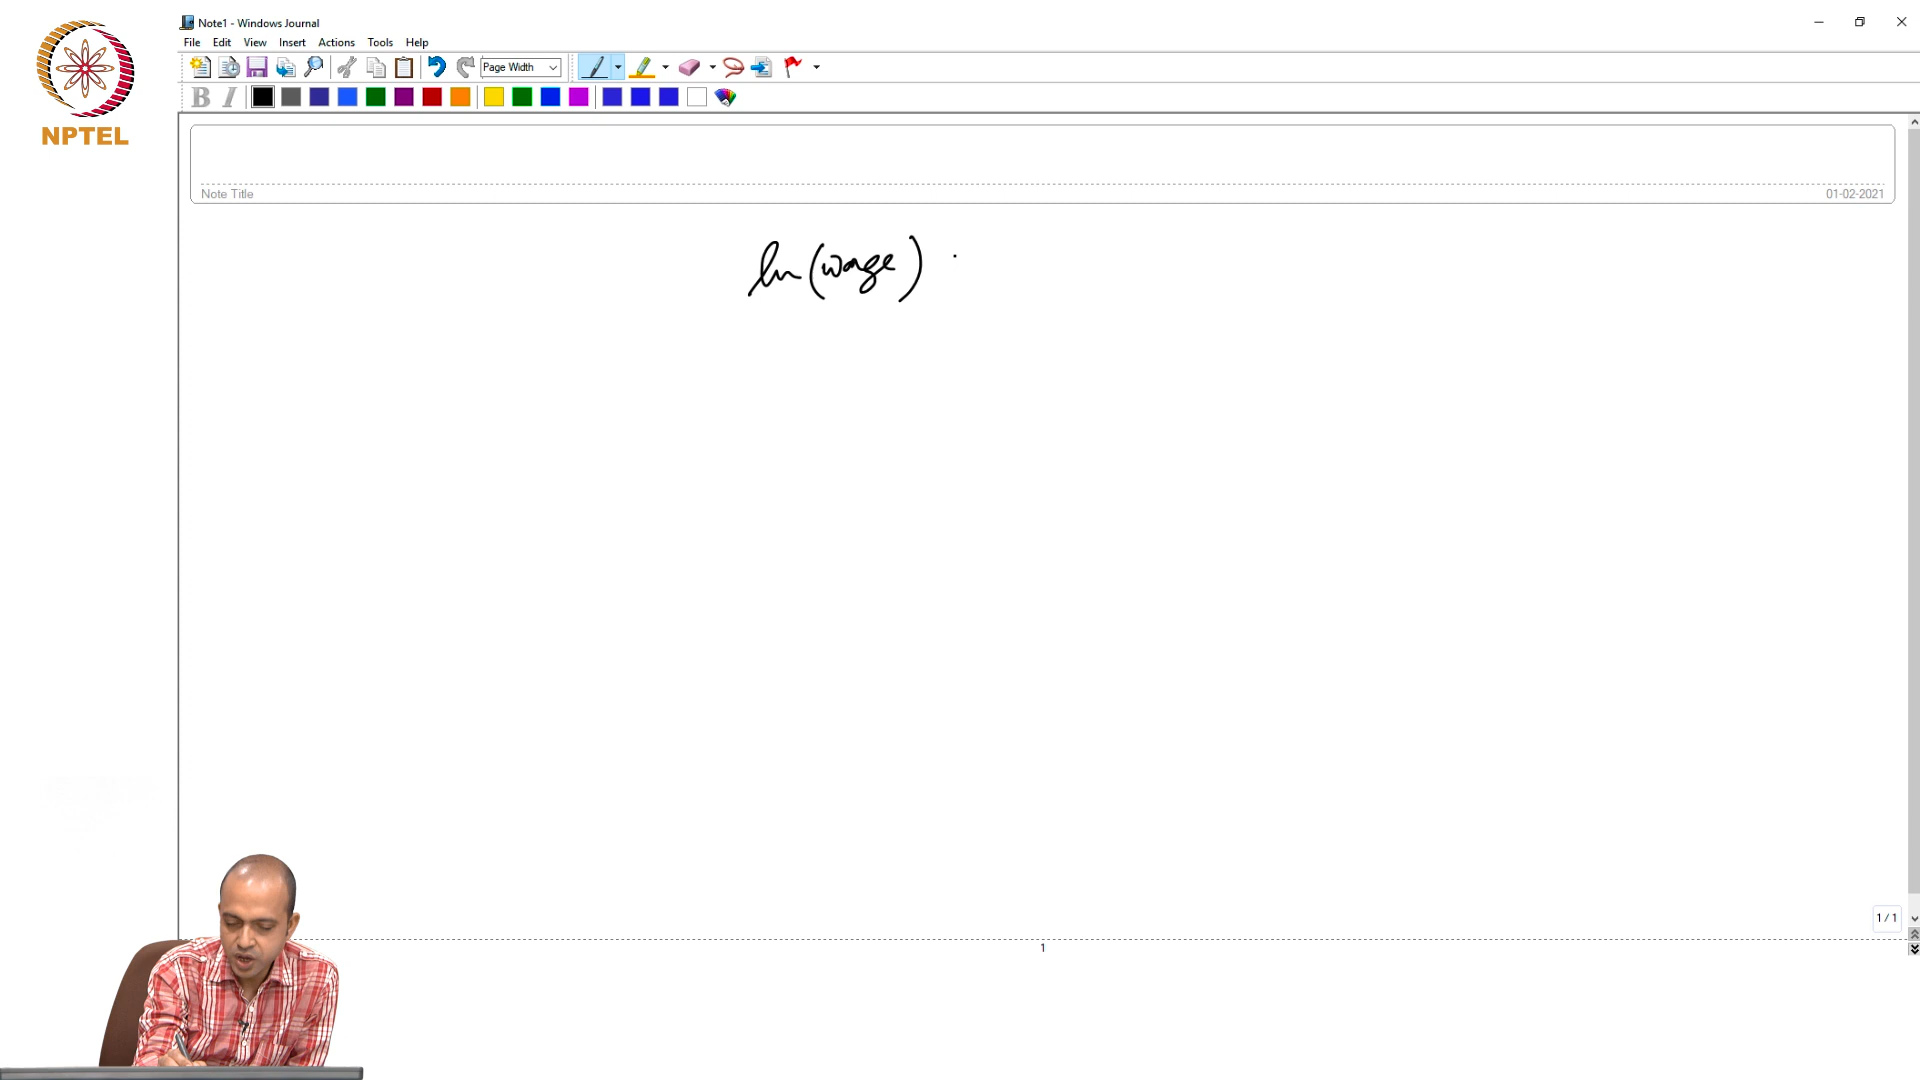 Note1 - Windows Journal
File Edit View Insert Actions Tools Help
Page Width
B I
NPTEL
Note Title
01-02-2021
ln(wage)
1 / 1
1